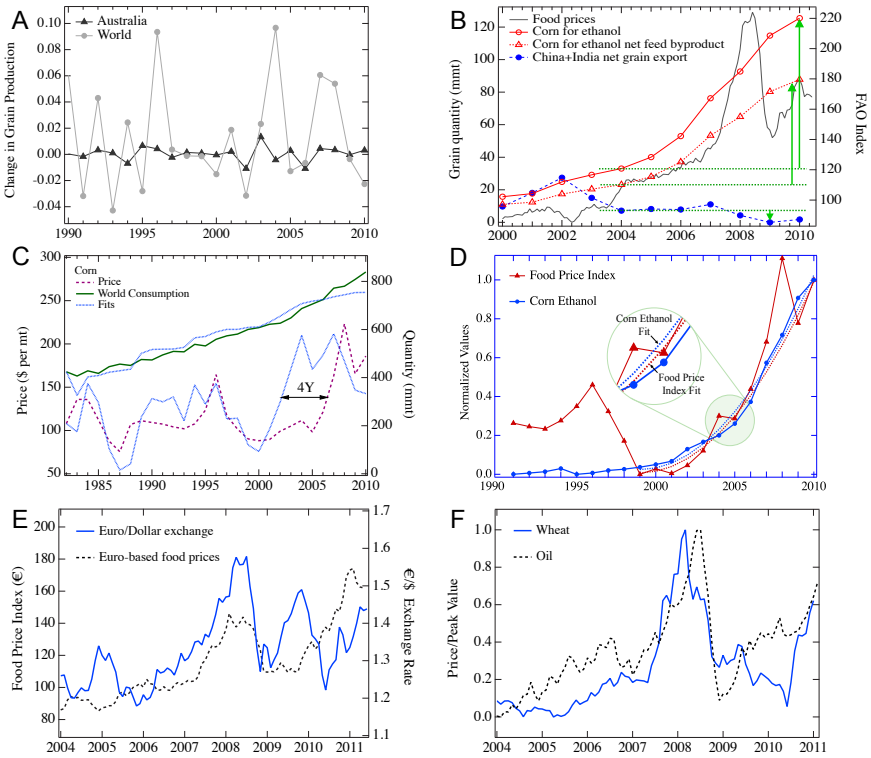 A
Australia
World
Change in Grain Production
0.10
0.08
0.06
0.04
0.02
0.00
-0.02
-0.04
1990
1995
2000
2005
2010
B
Food prices
Corn for ethanol
Corn for ethanol net feed byproduct
China+India net grain export
Grain quantity (mmt)
120
100
80
60
40
20
0
FAO Index
220
200
180
160
140
120
100
2000
2002
2004
2006
2008
2010
C
Corn
Price
World Consumption
Fits
4Y
Price ($ per mt)
300
250
200
150
100
50
Quantity (mmt)
800
600
400
200
0
1985
1990
1995
2000
2005
2010
D
Food Price Index
Corn Ethanol
Corn Ethanol
Fit
Food Price
Index Fit
Normalized Values
1.0
0.8
0.6
0.4
0.2
0.0
1990
1995
2000
2005
2010
E
Euro/Dollar exchange
Euro-based food prices
Food Price Index (€)
200
180
160
140
120
100
80
€/$ Exchange Rate
1.7
1.6
1.5
1.4
1.3
1.2
1.1
2004
2005
2006
2007
2008
2009
2010
2011
F
Wheat
Oil
Price/Peak Value
1.0
0.8
0.6
0.4
0.2
0.0
2004
2005
2006
2007
2008
2009
2010
2011